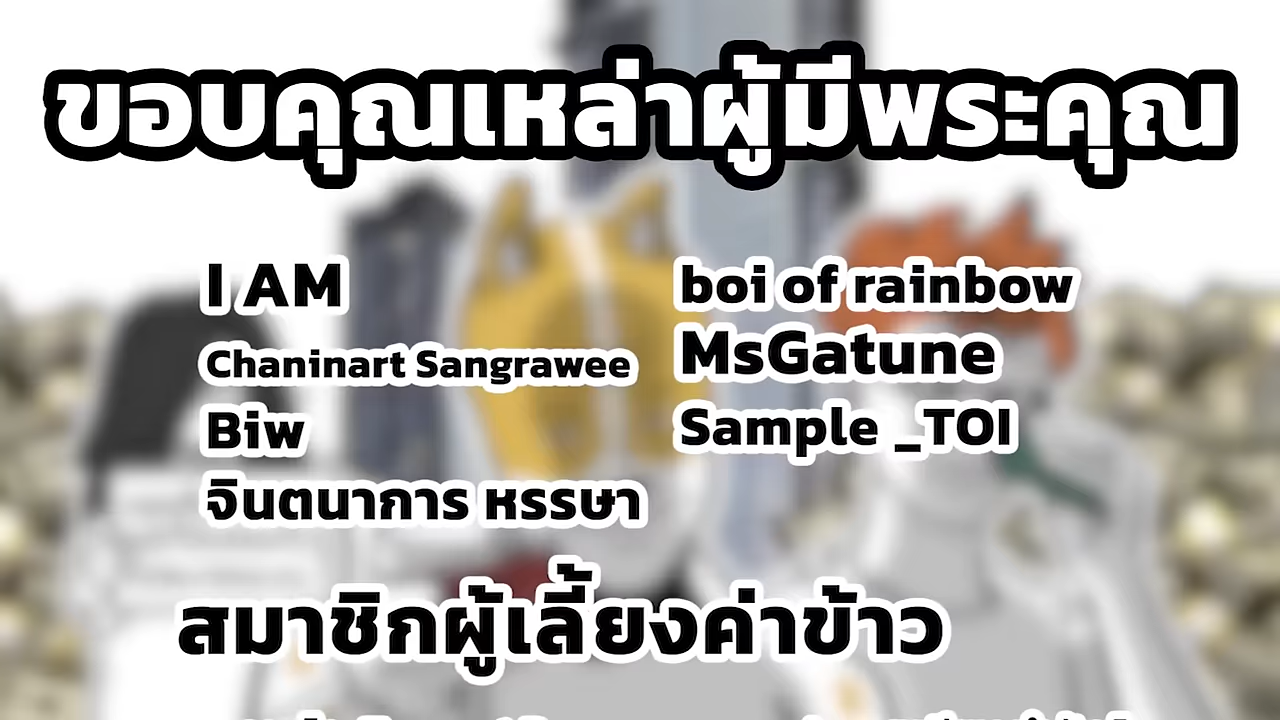 ขอบคุณเหล่าผู้มีพระคุณ
I AM
Chaninart Sangrawee
Biw
จินตนาการ หรรษา
boi of rainbow
MsGatune
Sample _TOI
สมาชิกผู้เลี้ยงค่าข้าว